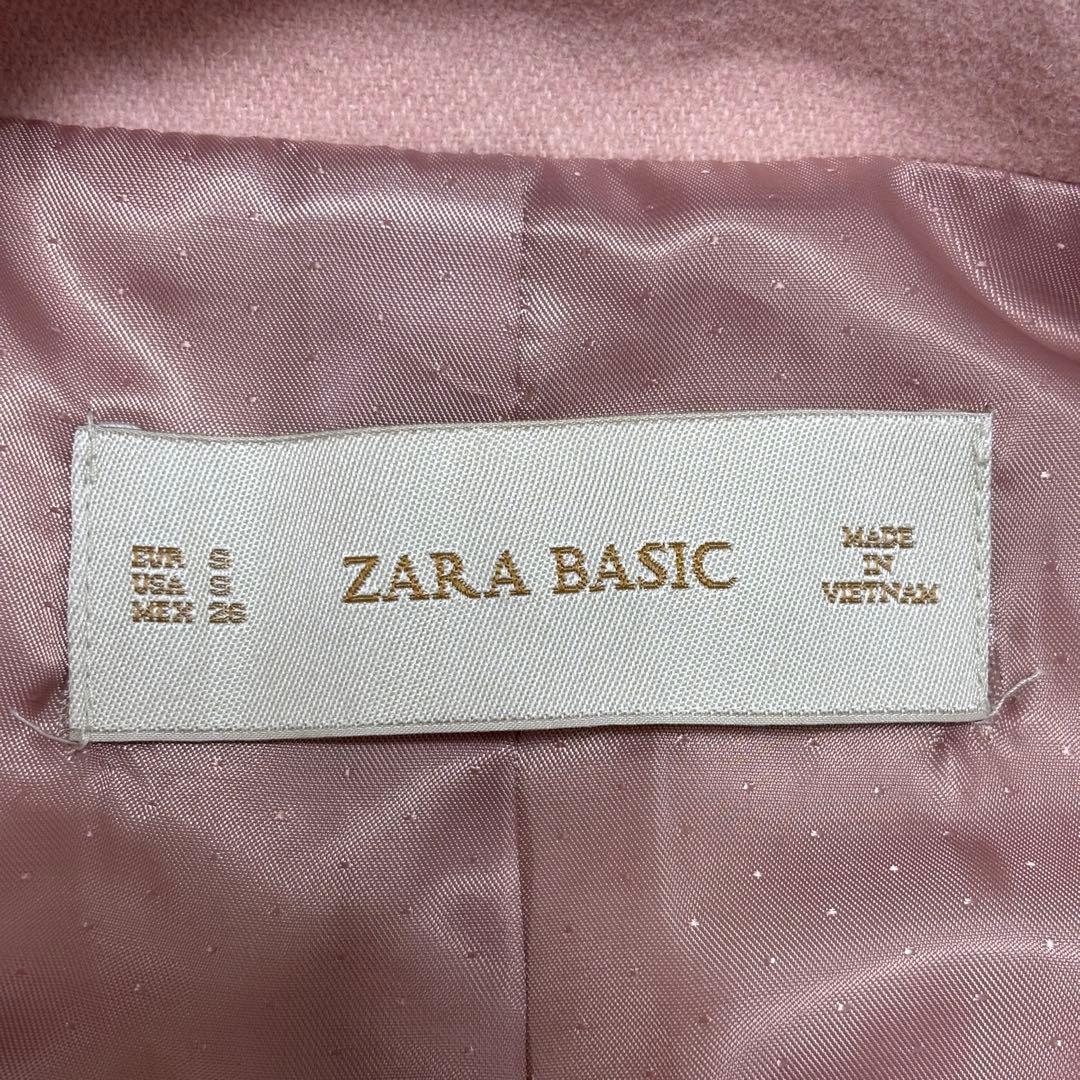 EUR S
USA S
MEX 26
ZARA BASIC
MADE
IN
VIETNAM